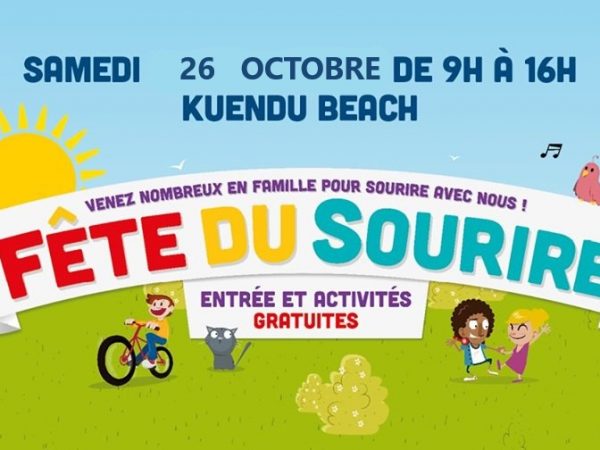 SAMEDI 26 OCTOBRE DE 9H À 16H
KUENDU BEACH
VENEZ NOMBREUX EN FAMILLE POUR SOURIRE AVEC NOUS !
FÊTE DU SOURIRE
ENTRÉE ET ACTIVITÉS
GRATUITES